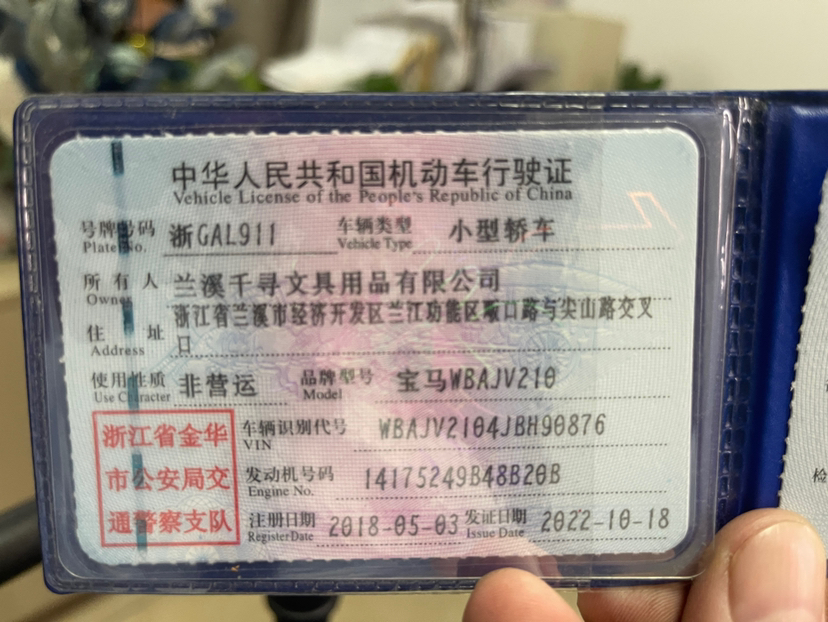 中华人民共和国机动车行驶证
Vehicle License of the People's Republic of China
号牌号码 浙GAL911 车辆类型 小型轿车
Plate No. Vehicle Type
所有人 兰溪千寻文具用品有限公司
Owner
浙江省兰溪市经济开发区兰江功能区畈口路与尖山路交叉
住址 口
Address
使用性质 非营运 品牌型号 宝马WBAJV210
Use Character Model
浙江省金华 车辆识别代号 WBAJV2104JBH90876
VIN
市公安局交 发动机号码 14175249B48B20B
Engine No.
通警察支队 注册日期 2018-05-03 发证日期 2022-10-18
Register Date Issue Date
检